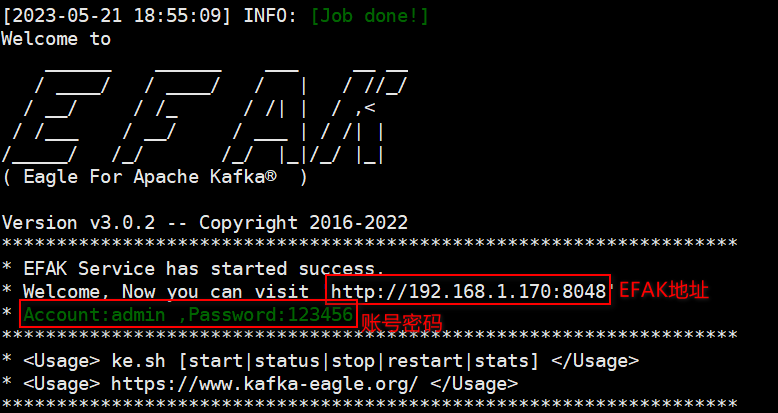 [2023-05-21 18:55:09] INFO: [Job done!]
Welcome to
EFAK
( Eagle For Apache Kafka® )
Version v3.0.2 -- Copyright 2016-2022
*******************************************************************
* EFAK Service has started success.
* Welcome, Now you can visit 'http://192.168.1.170:8048' EFAK地址
* Account:admin ,Password:123456 账号密码
*******************************************************************
* <Usage> ke.sh [start|status|stop|restart|stats] </Usage>
* <Usage> https://www.kafka-eagle.org/ </Usage>
*******************************************************************